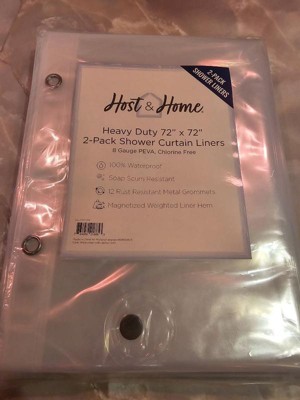 2-PACK
SHOWER LINERS
Host & Home
Heavy Duty 72" x 72"
2-Pack Shower Curtain Liners
8 Gauge PEVA, Chlorine Free
100% Waterproof
Soap Scum Resistant
12 Rust Resistant Metal Grommets
Magnetized Weighted Liner Hem